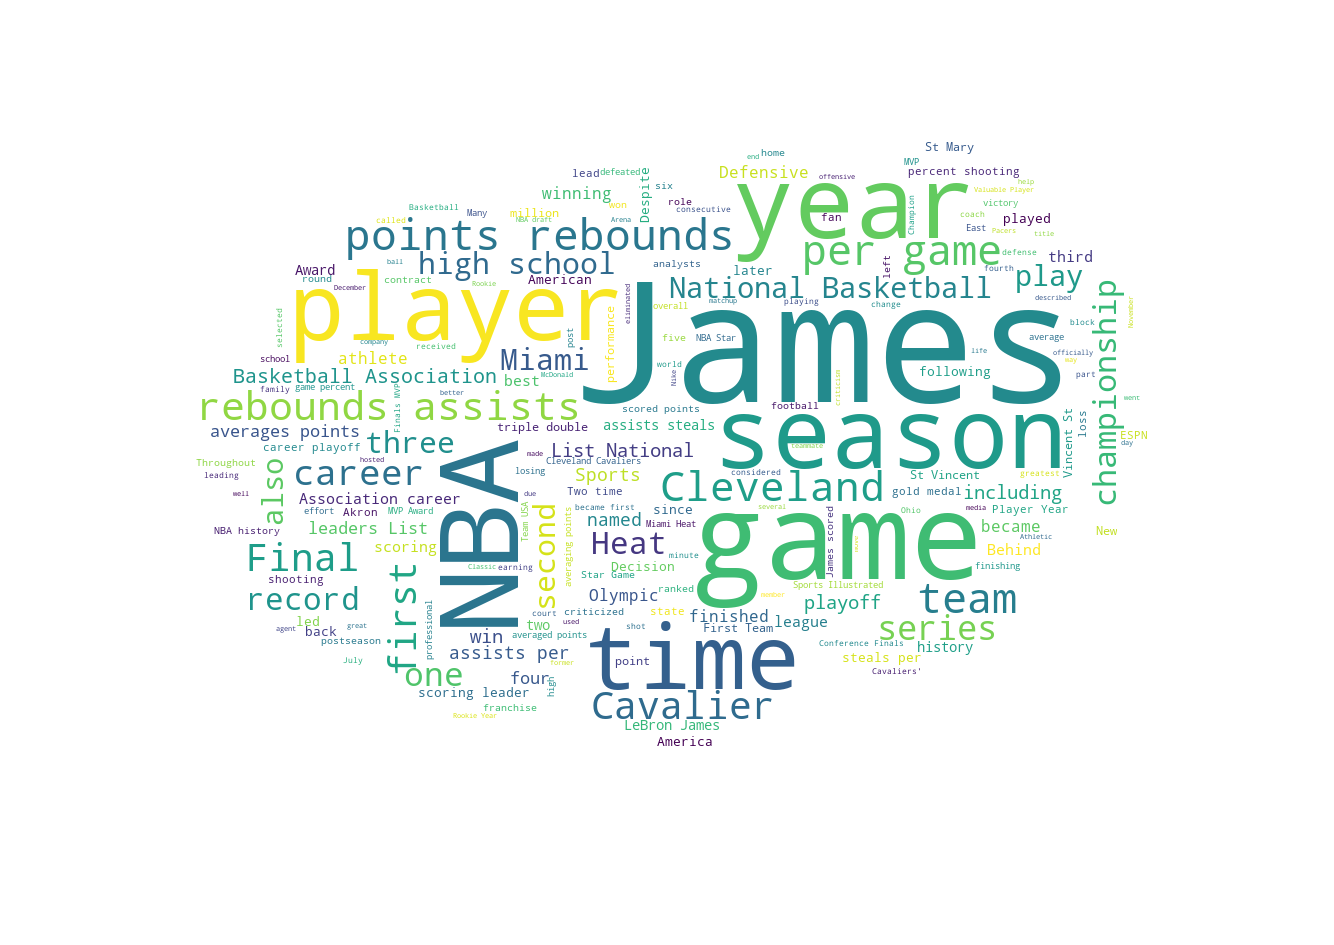 St Mary
end home
Defensive
offensive
MVP
percent shooting
lead
defeated
Despite
six
winning
year
help
Valuable Player
role
consecutive
victory
Basketball
Many
million
won
fan
Champion
coach
played
called
NBA draft
Arena
East
Pacers
title
points rebounds
per game
defense
third
Award
high school
analysts
later
left
fourth
play
ball
round
contract
Rookie
American
National Basketball
described
championship
November
player
James
December
eliminated
matchup
playing
change
selected
overall
block
company
received
post
performance
five
NBA Star
average
school
athlete
Miami
world
life
officially
way
Basketball Association
best
McDonald
Nike
criticism
following
part
family
game percent
Finals MVP
better
went
rebounds assists
scored points
football
season
Vincent St
loss
averages points
career playoff
three
triple double
assists steals
ESPN
day
Throughout
hosted
made
List National
teammate
leading
also
career
NBA
losing
Cleveland Cavaliers
Sports
considered
St Vincent
greatest
well
Association career
due
Two time
Cleveland
gold medal
including
effort
Akron
MVP Award
became first
since
several
Ohio
media
Player Year
NBA history
leaders List
Team USA
second
averaging points
named
Miami Heat
James scored
game
became
New
Final
scoring
Heat
minute
Athletic
Behind
shooting
first
Classic
earning
Decision
Star Game
finishing
record
Olympic
ranked
Sports Illustrated
member
playoff
team
led
professional
court
criticized
state
finished
agent
back
great
win
two
used
shot
First Team
league
series
postseason
averaged points
time
Conference Finals
history
July
assists per
former
point
steals per
one
four
high
Cavaliers'
scoring leader
franchise
Cavalier
Rookie Year
LeBron James
America